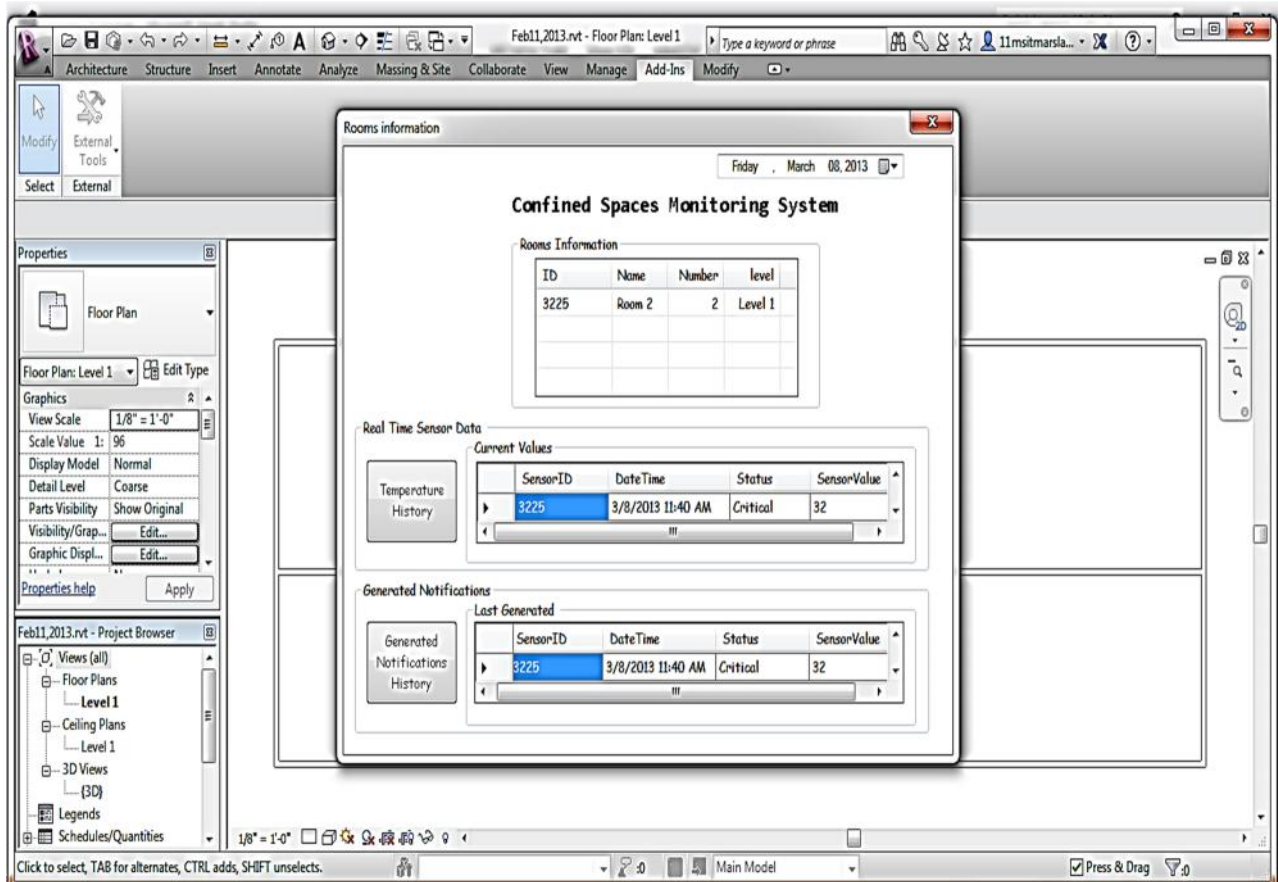 Feb11,2013.rvt - Floor Plan: Level 1
Type a keyword or phrase
11msitmarsla...
Architecture Structure Insert Annotate Analyze Massing & Site Collaborate View Manage Add-Ins Modify
Modify
External Tools
Select External
Rooms information
Friday , March 08, 2013
Confined Spaces Monitoring System
Rooms Information
ID Name Number level
3225 Room 2 2 Level 1
Real Time Sensor Data
Current Values
Temperature
History
SensorID DateTime Status SensorValue
3225 3/8/2013 11:40 AM Critical 32
Generated Notifications
Last Generated
Generated
Notifications
History
SensorID DateTime Status SensorValue
3225 3/8/2013 11:40 AM Critical 32
Properties
Floor Plan
Floor Plan: Level 1 Edit Type
Graphics
View Scale 1/8" = 1'-0"
Scale Value 1: 96
Display Model Normal
Detail Level Coarse
Parts Visibility Show Original
Visibility/Grap... Edit...
Graphic Displ... Edit...
Properties help Apply
Feb11,2013.rvt - Project Browser
Views (all)
Floor Plans
Level 1
Ceiling Plans
Level 1
3D Views
{3D}
Legends
Schedules/Quantities
2D
1/8" = 1'-0"
Click to select, TAB for alternates, CTRL adds, SHIFT unselects.
:0
Main Model
Press & Drag
:0